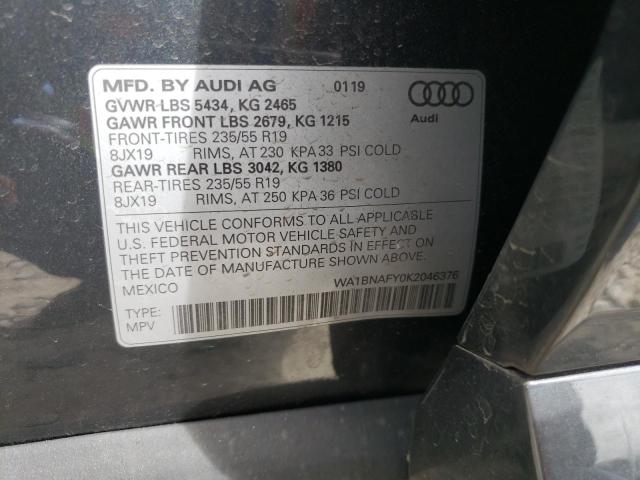 MFD. BY AUDI AG 01 19
GVWR LBS 5434, KG 2465
GAWR FRONT LBS 2679, KG 1215
FRONT-TIRES 235/55 R19
8JX19 RIMS, AT 230 KPA 33 PSI COLD
GAWR REAR LBS 3042, KG 1380
REAR-TIRES 235/55 R19
8JX19 RIMS, AT 250 KPA 36 PSI COLD
Audi
THIS VEHICLE CONFORMS TO ALL APPLICABLE
U.S. FEDERAL MOTOR VEHICLE SAFETY AND
THEFT PREVENTION STANDARDS IN EFFECT ON
THE DATE OF MANUFACTURE SHOWN ABOVE.
MEXICO WA1BNAFY0K2046376
TYPE:
MPV